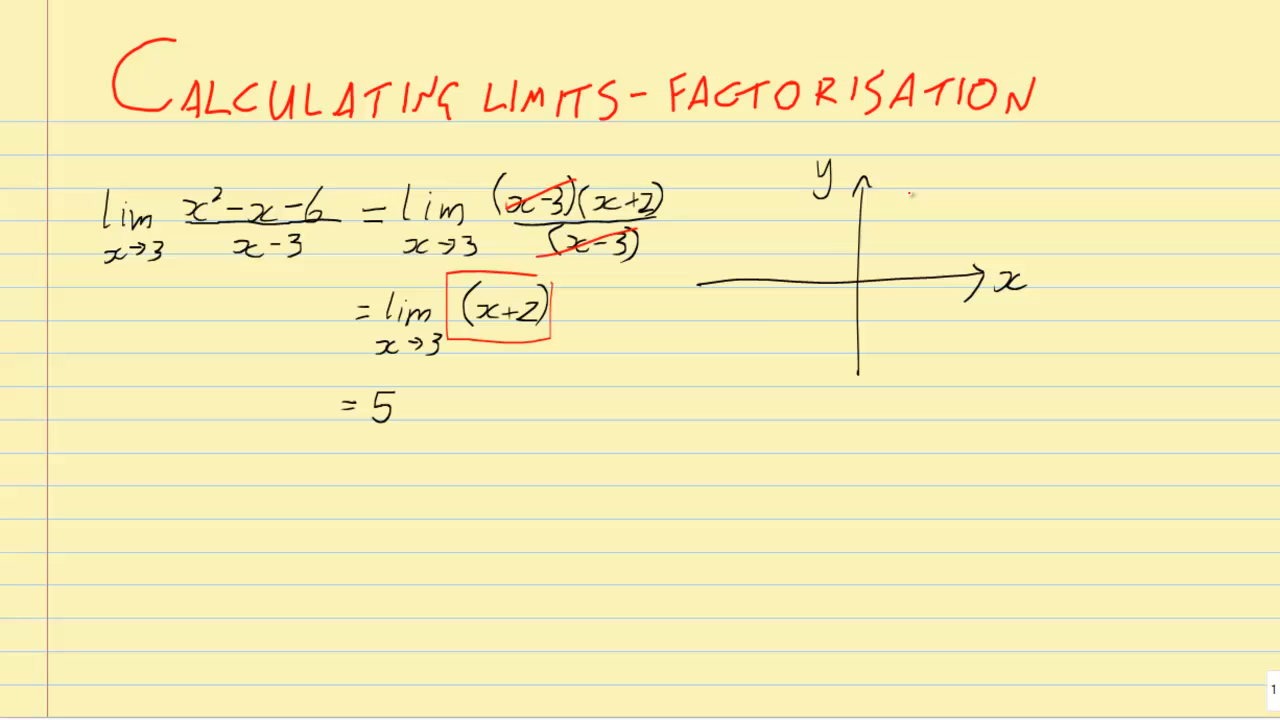 CALCULATING LIMITS - FACTORISATION
lim x→3 x² - x - 6 / x - 3 = lim x→3 (x-3)(x+2) / (x-3)
= lim x→3 (x+2)
= 5
y
x
1